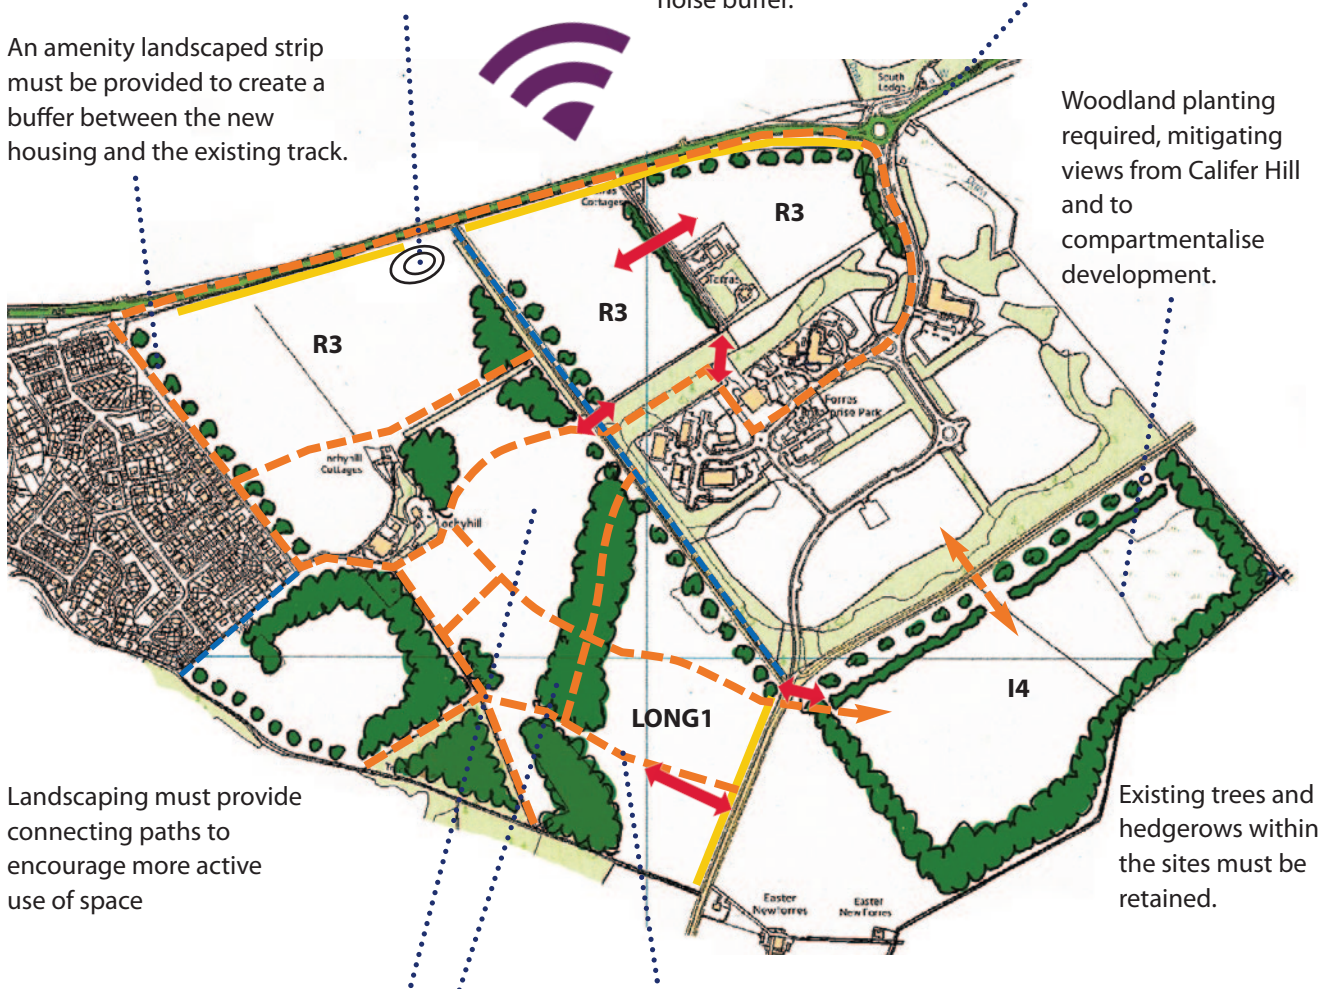 noise buffer.
An amenity landscaped strip
must be provided to create a
buffer between the new
housing and the existing track.
South
Lodge
Woodland planting
required, mitigating
views from Califer Hill
and to
compartmentalise
development.
Cottages
R3
R3
R3
Forres
Enterprise Park
Cottages
Lochyhill
I4
LONG1
Landscaping must provide
connecting paths to
encourage more active
use of space
Existing trees and
hedgerows within
the sites must be
retained.
Easter
Newforres
Easter
Newforres